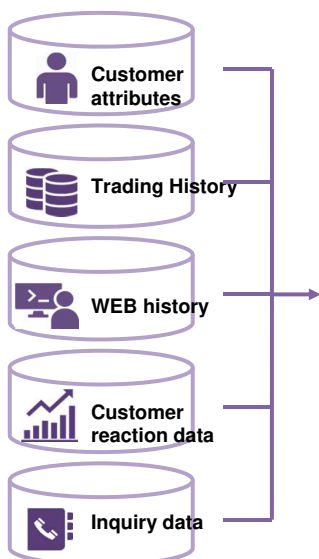 Customer
attributes
Trading History
>_
WEB history
Customer
reaction data
Inquiry data